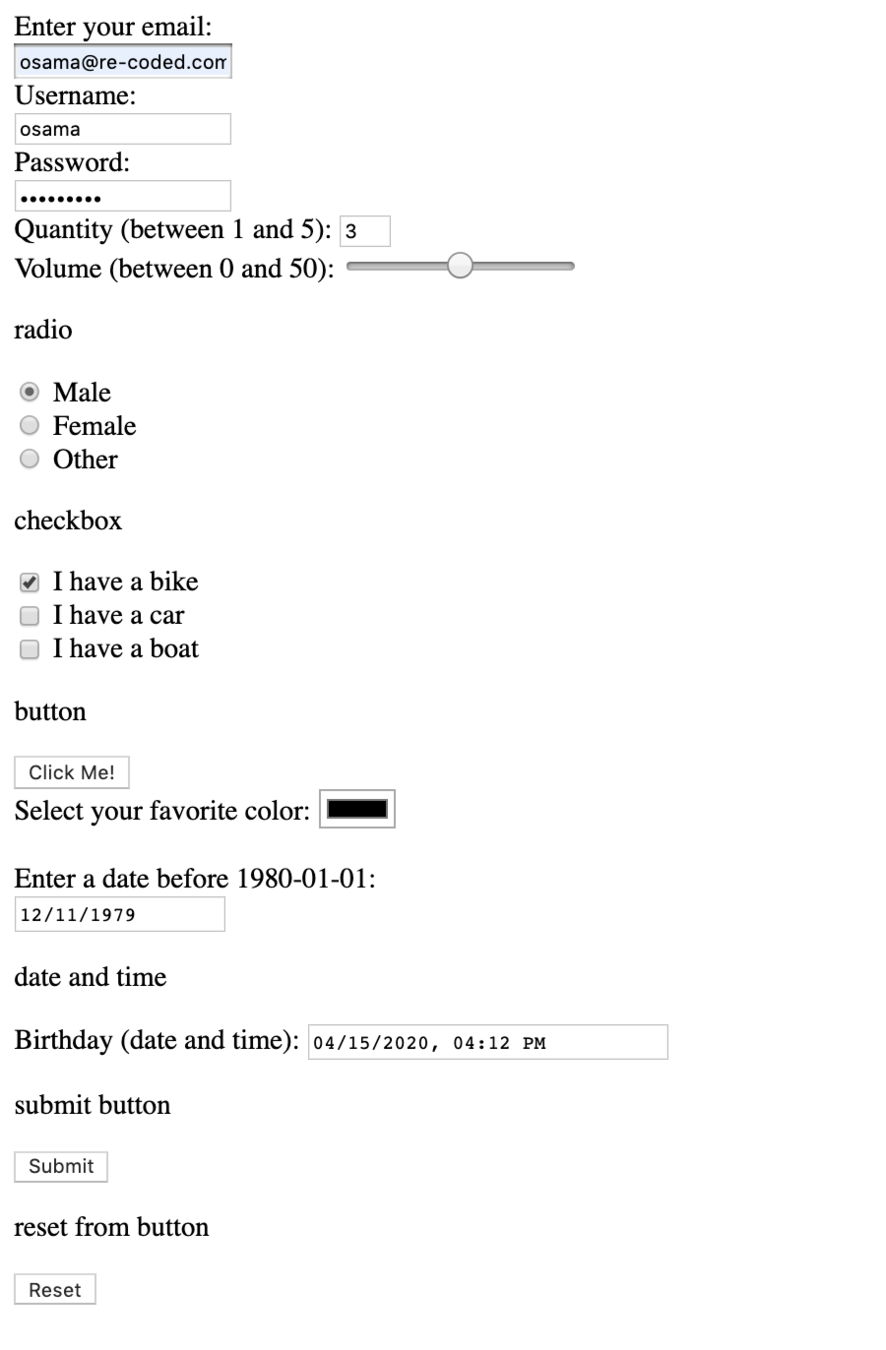 Enter your email:
osama@re-coded.com
Username:
osama
Password:
•••••••••
Quantity (between 1 and 5): 3
Volume (between 0 and 50):
radio
Male
Female
Other
checkbox
I have a bike
I have a car
I have a boat
button
Click Me!
Select your favorite color:
Enter a date before 1980-01-01:
12/11/1979
date and time
Birthday (date and time): 04/15/2020, 04:12 PM
submit button
Submit
reset from button
Reset